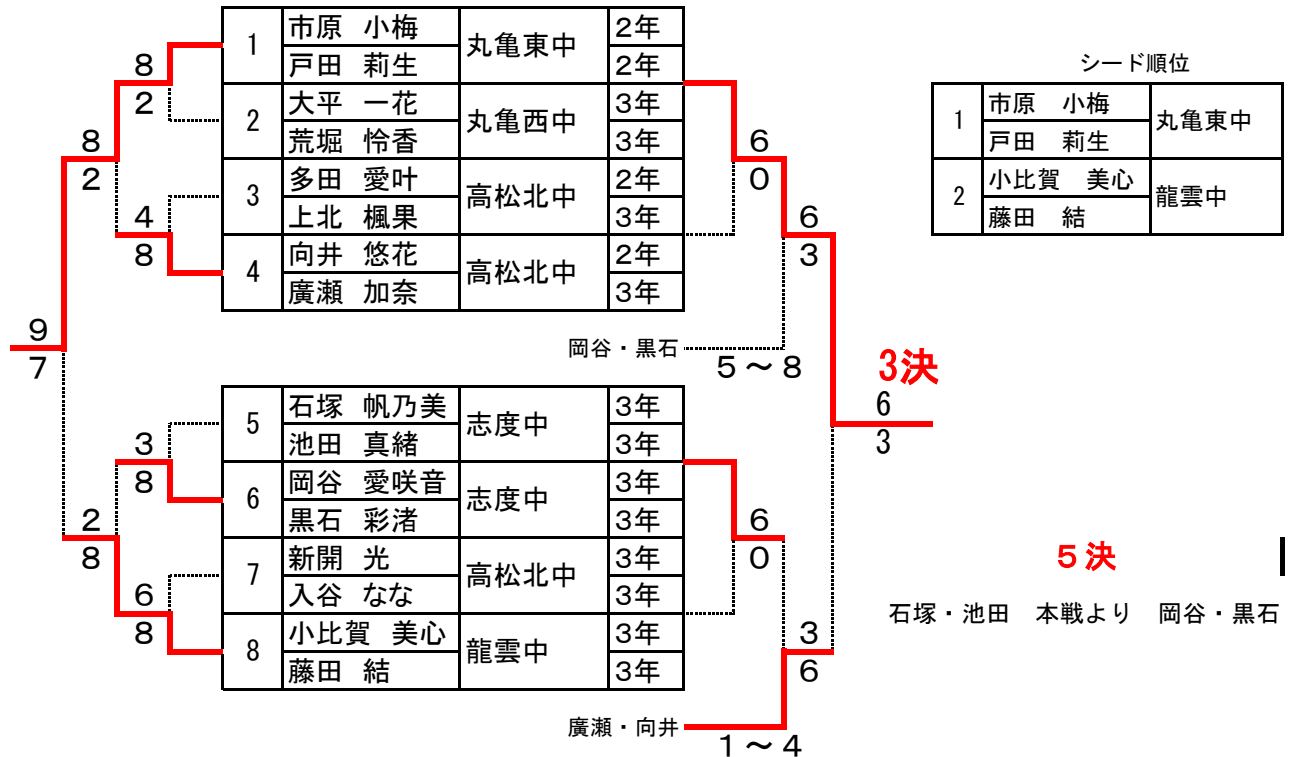 1 市原 小梅 丸亀東中 2年
戸田 莉生 2年
2 大平 一花 丸亀西中 3年
荒堀 怜香 3年
3 多田 愛叶 高松北中 2年
上北 楓果 3年
4 向井 悠花 高松北中 2年
廣瀬 加奈 3年
8
2
8
2
4
8
6
0
6
3
シード順位
1 市原 小梅 丸亀東中
戸田 莉生
2 小比賀 美心 龍雲中
藤田 結
9
7
岡谷・黒石
5～8
3決
6
3
5 石塚 帆乃美 志度中 3年
池田 真緒 3年
6 岡谷 愛咲音 志度中 3年
黒石 彩渚 3年
7 新開 光 高松北中 3年
入谷 なな 3年
8 小比賀 美心 龍雲中 3年
藤田 結 3年
3
8
2
8
6
8
6
0
3
6
５決
石塚・池田 本戦より 岡谷・黒石
廣瀬・向井
1～4